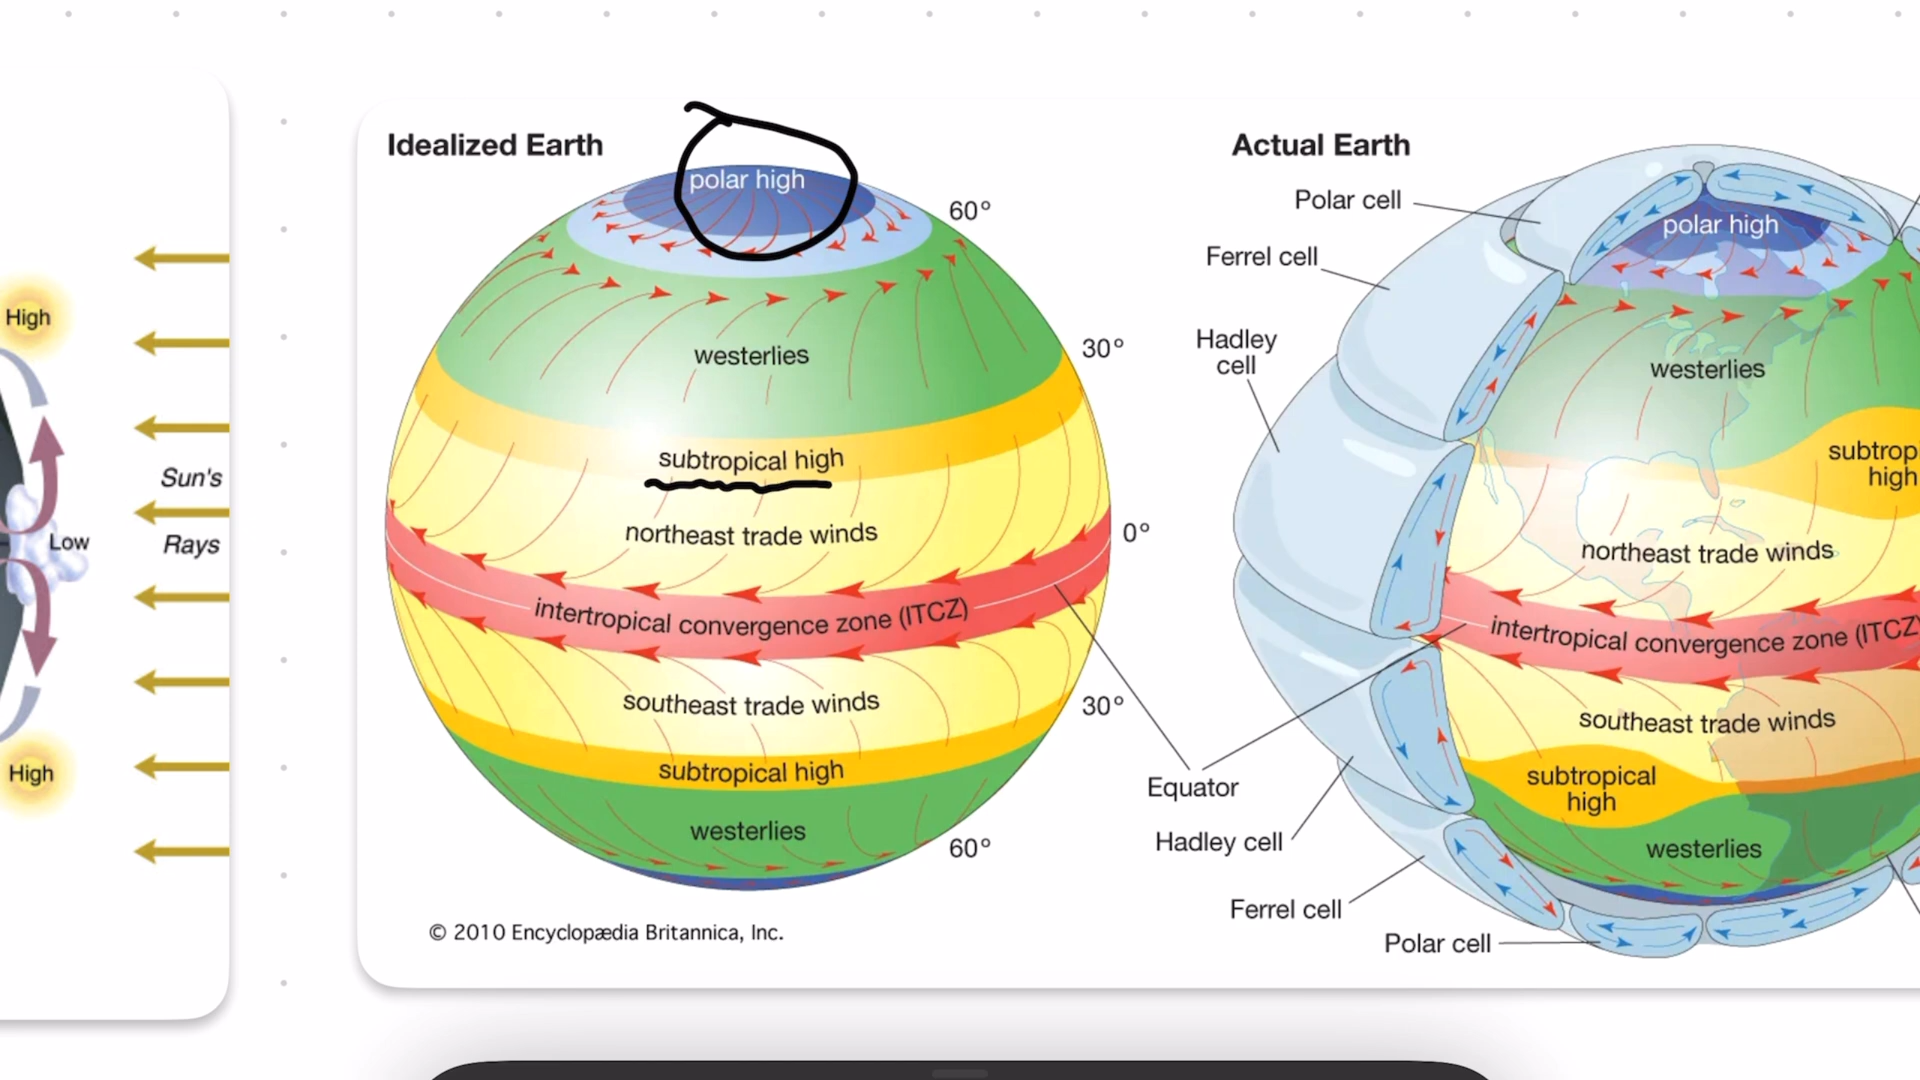 High
Sun's
Low
Rays
High
Idealized Earth
polar high
60°
30°
westerlies
subtropical high
northeast trade winds
0°
intertropical convergence zone (ITCZ)
southeast trade winds
30°
subtropical high
westerlies
60°
© 2010 Encyclopædia Britannica, Inc.
Equator
Actual Earth
Polar cell
polar high
Ferrel cell
Hadley
cell
westerlies
subtrop
high
northeast trade winds
intertropical convergence zone (ITCZ)
southeast trade winds
subtropical
high
Hadley cell
westerlies
Ferrel cell
Polar cell